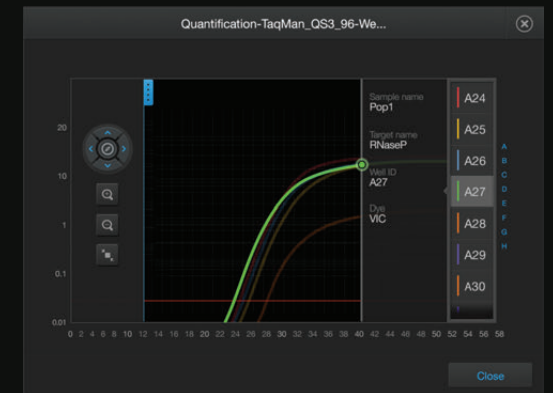 Quantification-TaqMan_QS3_96-We...
Sample name
Pop1
Target name
RNaseP
Well ID
A27
Dye
VIC
20
10
1
0.1
0.01
0 2 4 6 8 10 12 14 16 18 20 22 24 26 28 30 32 34 36 38 40 42 44 46 48 50 52 54 56 58
A24
A25
A26
A27
A28
A29
A30
A
B
C
D
E
F
G
H
Close